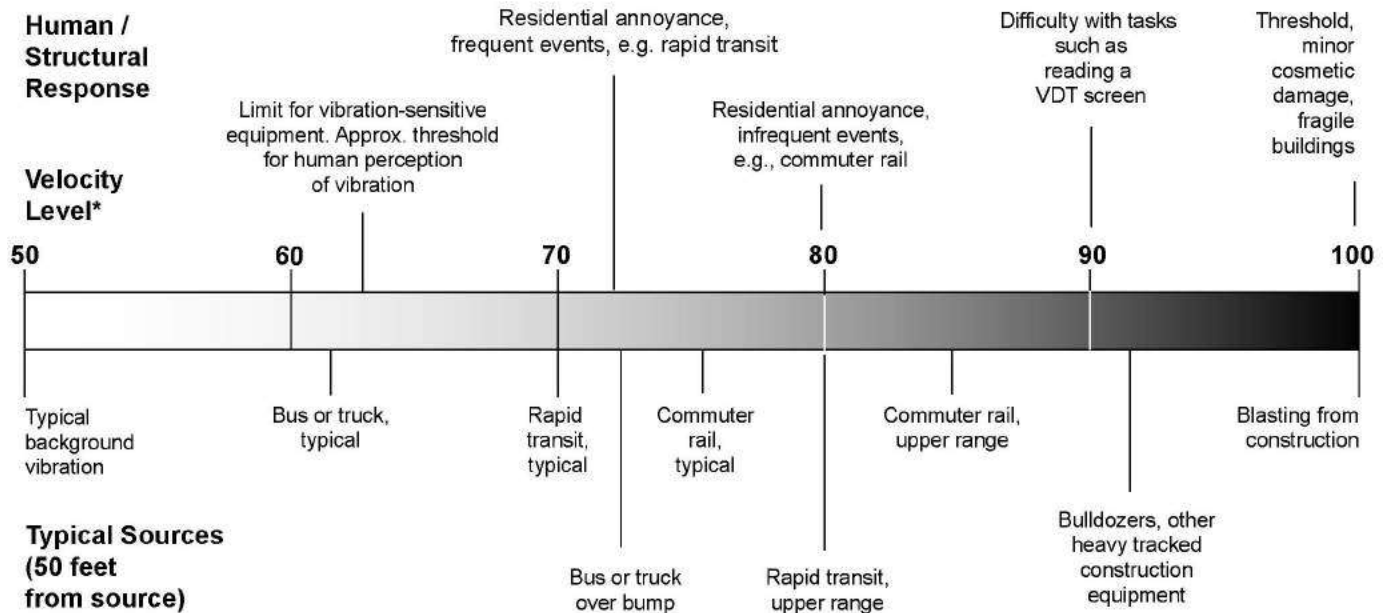 Human /
Structural
Response
Residential annoyance,
frequent events, e.g. rapid transit
Difficulty with tasks
such as
reading a
VDT screen
Threshold,
minor
cosmetic
damage,
fragile
buildings
Limit for vibration-sensitive
equipment. Approx. threshold
for human perception
of vibration
Residential annoyance,
infrequent events,
e.g., commuter rail
Velocity
Level*
50 60 70 80 90 100
Typical
background
vibration
Bus or truck,
typical
Rapid
transit,
typical
Commuter
rail,
typical
Commuter rail,
upper range
Blasting from
construction
Typical Sources
(50 feet
from source)
Bus or truck
over bump
Rapid transit,
upper range
Bulldozers, other
heavy tracked
construction
equipment